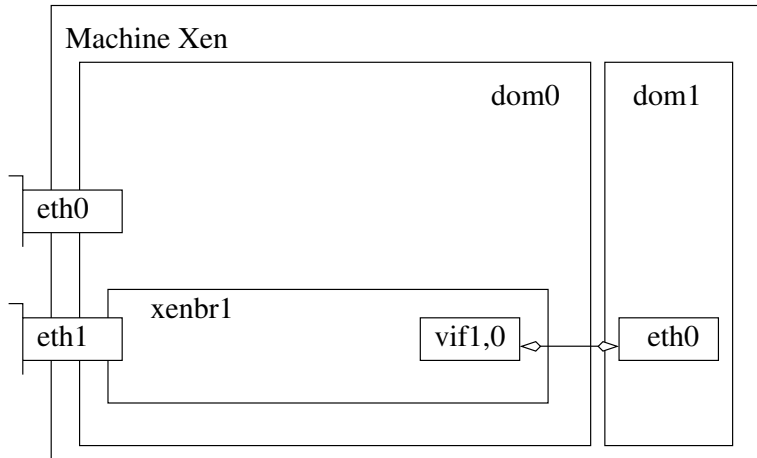 Machine Xen
dom0
dom1
eth0
eth1
xenbr1
vif1,0
eth0